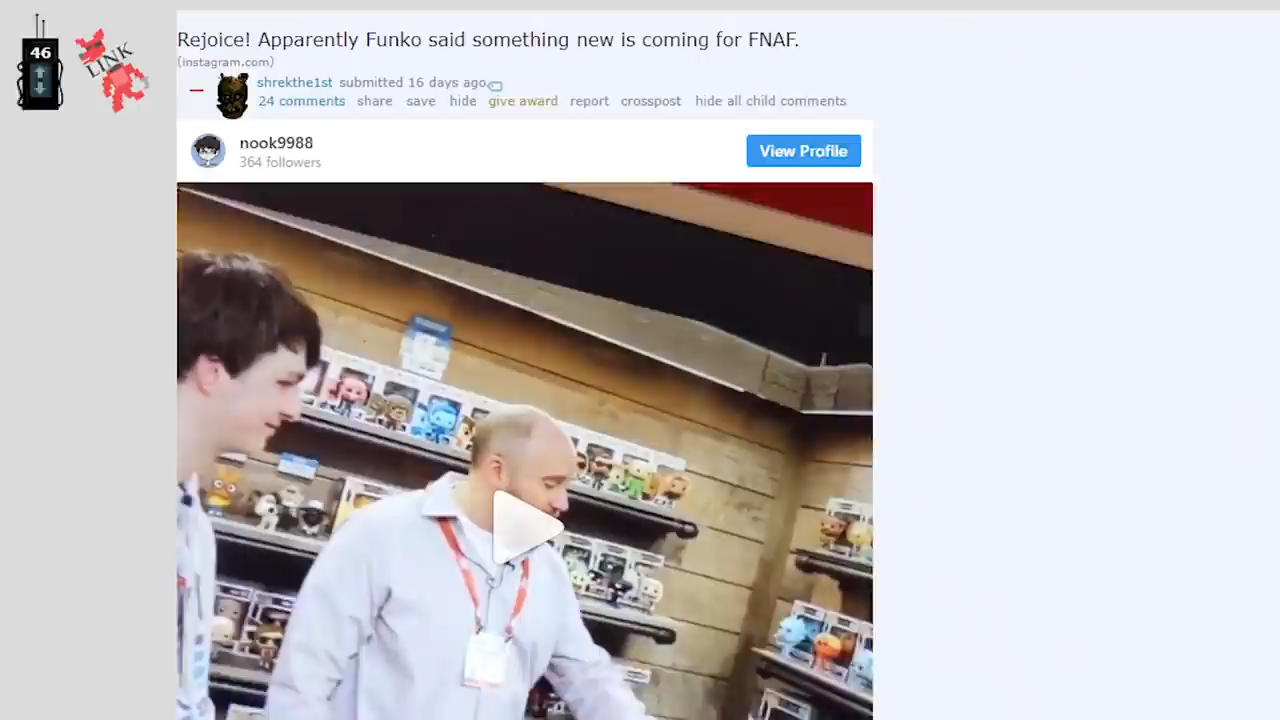 46
LINK
Rejoice! Apparently Funko said something new is coming for FNAF.
(instagram.com)
shrekthe1st submitted 16 days ago
24 comments share save hide give award report crosspost hide all child comments
nook9988
364 followers
View Profile